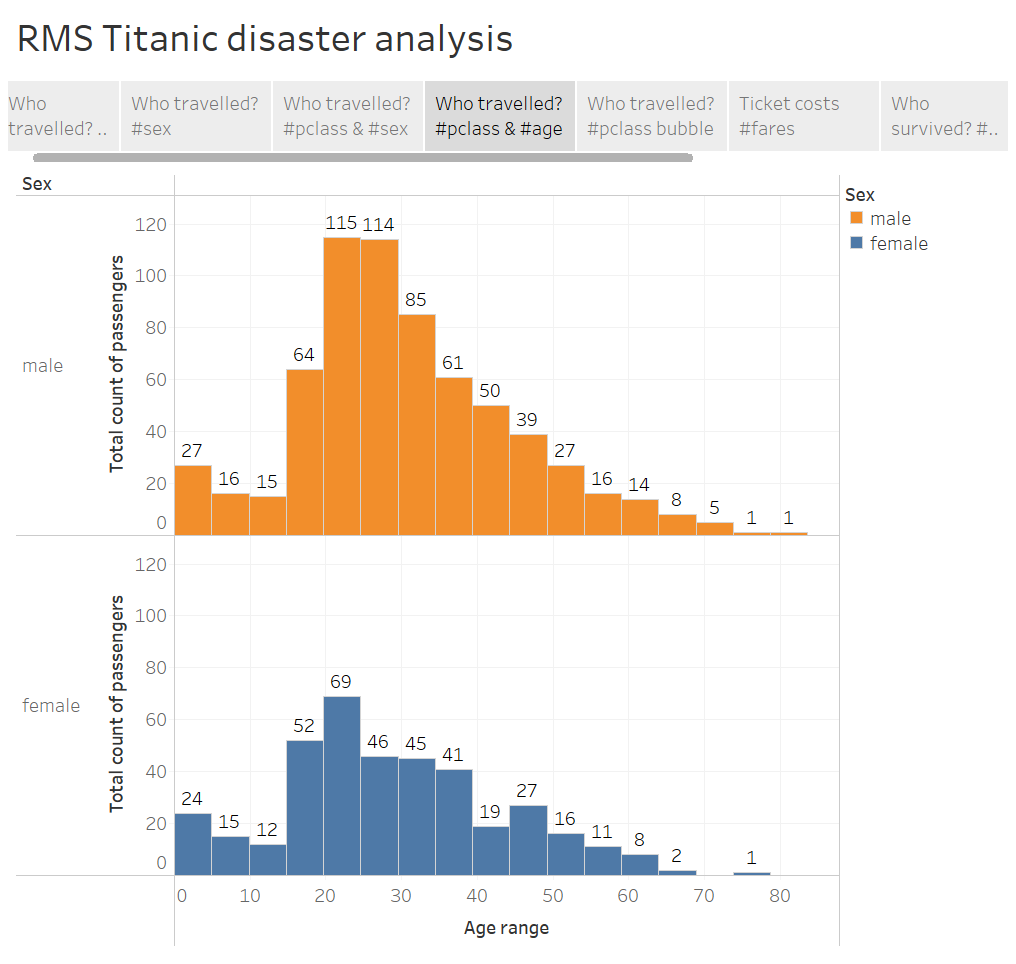 RMS Titanic disaster analysis
Who
travelled? ..
Who travelled?
#sex
Who travelled?
#pclass & #sex
Who travelled?
#pclass & #age
Who travelled?
#pclass bubble
Ticket costs
#fares
Who
survived? #..
Sex
Sex
male
female
male
Total count of passengers
120
100
80
60
40
20
0
27
16
15
64
115
114
85
61
50
39
27
16
14
8
5
1
1
female
Total count of passengers
120
100
80
60
40
20
0
24
15
12
52
69
46
45
41
19
27
16
11
8
2
1
0 10 20 30 40 50 60 70 80
Age range